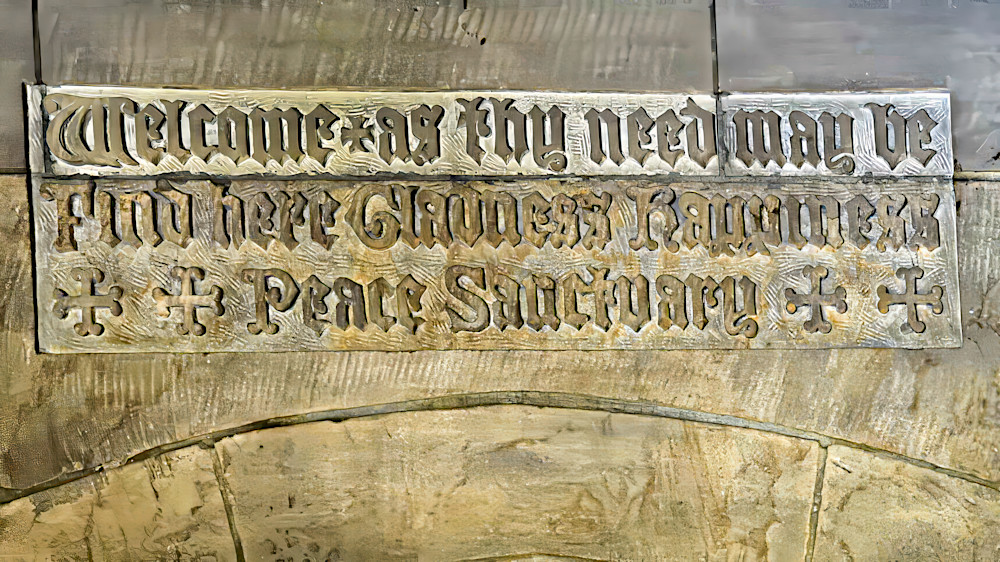 Welcome+as thy need may be
Find here Gladness Happiness
Peace Sanctuary